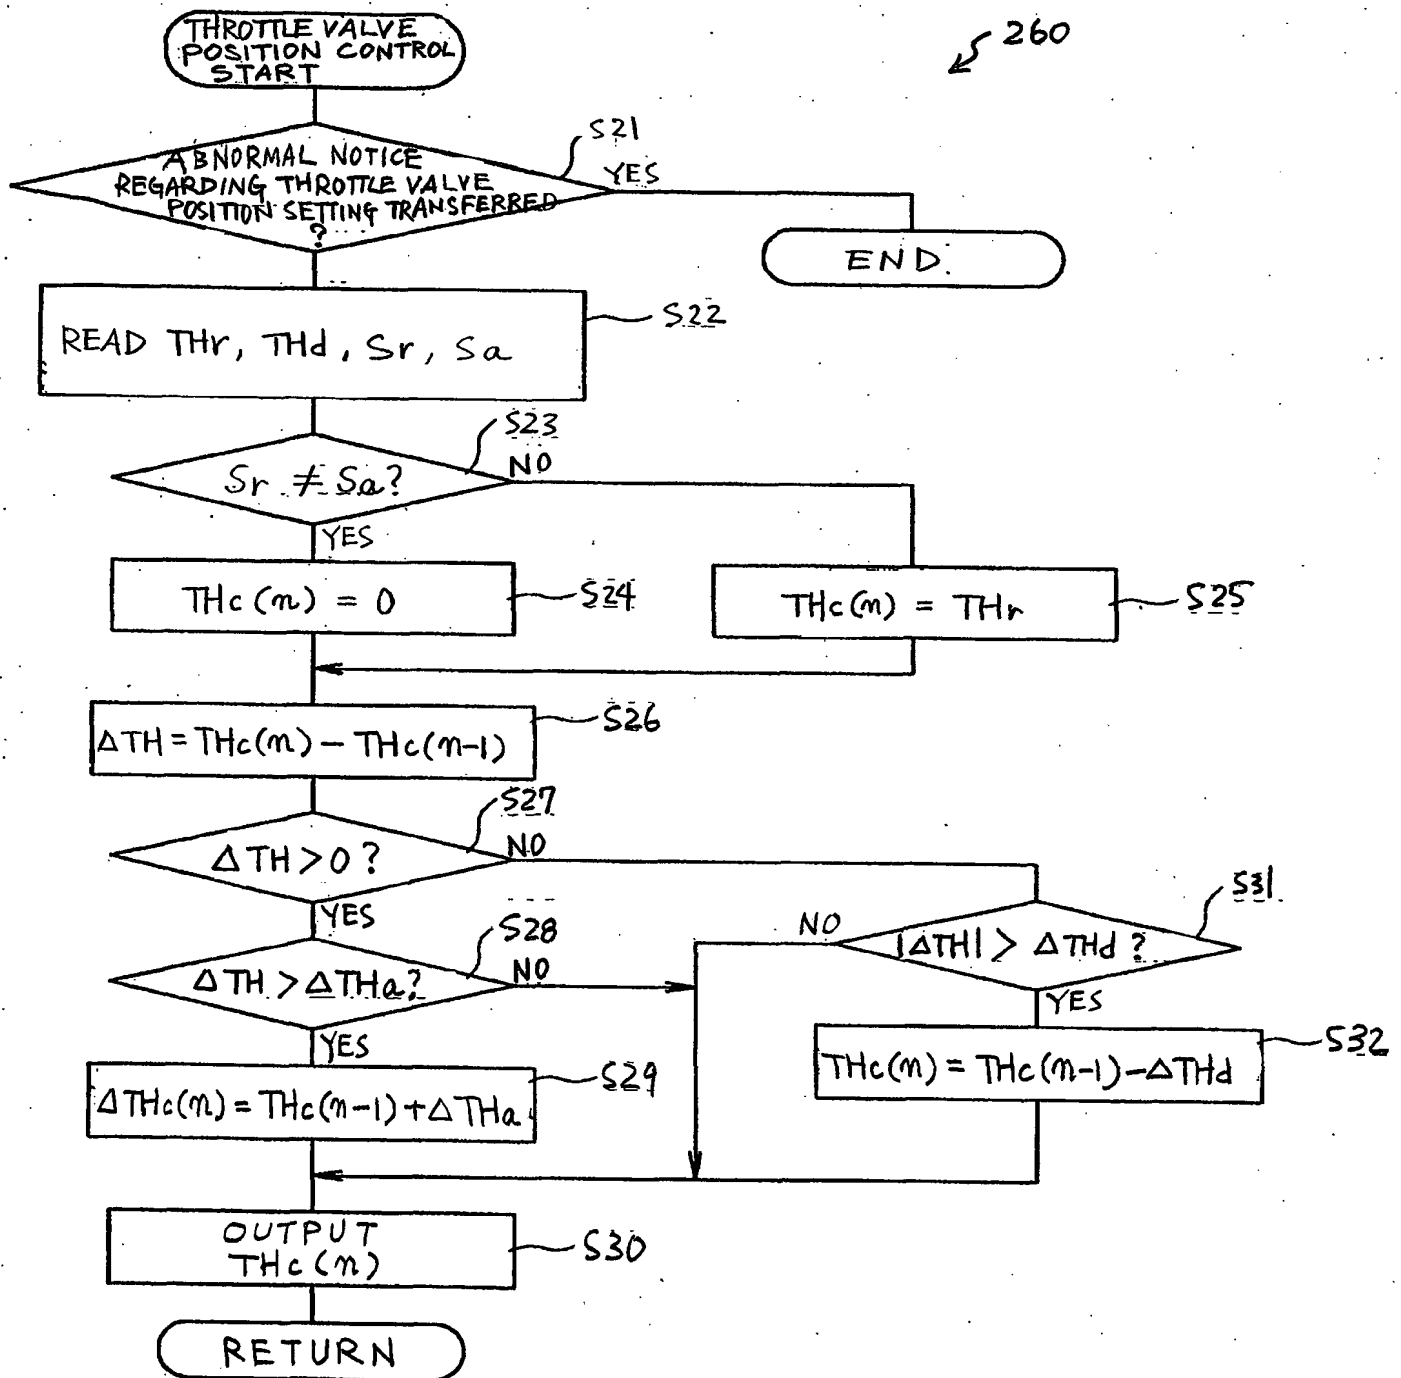 THROTTLE VALVE
POSITION CONTROL
START
260
S21
ABNORMAL NOTICE
REGARDING THROTTLE VALVE
POSITION SETTING TRANSFERRED
?
YES
END.
S22
READ THr, THd, Sr, Sa
S23
Sr ≠ Sa?
NO
YES
THc(n) = 0
S24
THc(n) = THr
S25
S26
ΔTH = THc(n) - THc(n-1)
S27
ΔTH > 0 ?
NO
YES
S28
ΔTH > ΔTHa?
NO
YES
S31
NO
|ΔTH| > ΔTHd ?
YES
S29
ΔTHc(n) = THc(n-1) + ΔTHa
S32
THc(n) = THc(n-1) - ΔTHd
OUTPUT
THc(n)
S30
RETURN